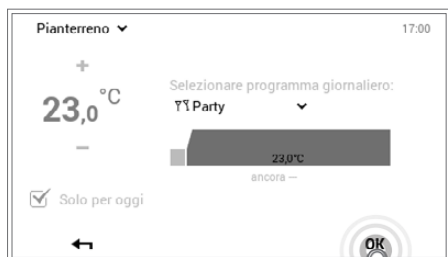 Pianterreno
17:00
+
23,0 °C
–
Selezionare programma giornaliero:
Party
23,0°C
ancora --
Solo per oggi
OK